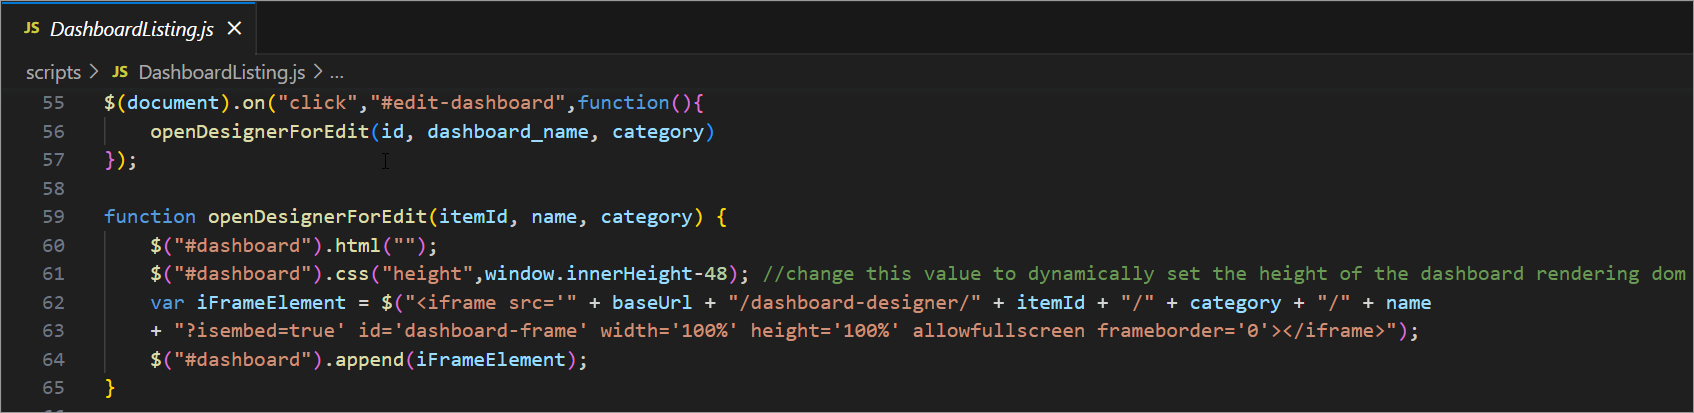 JS DashboardListing.js ×
scripts > JS DashboardListing.js > ...
55 $(document).on("click","#edit-dashboard",function(){
56 openDesignerForEdit(id, dashboard_name, category)
57 });
58
59 function openDesignerForEdit(itemId, name, category) {
60 $("#dashboard").html("");
61 $("#dashboard").css("height",window.innerHeight-48); //change this value to dynamically set the height of the dashboard rendering dom
62 var iFrameElement = $("<iframe src='" + baseUrl + "/dashboard-designer/" + itemId + "/" + category + "/" + name
63 + "?isembed=true' id='dashboard-frame' width='100%' height='100%' allowfullscreen frameborder='0'></iframe>");
64 $("#dashboard").append(iFrameElement);
65 }